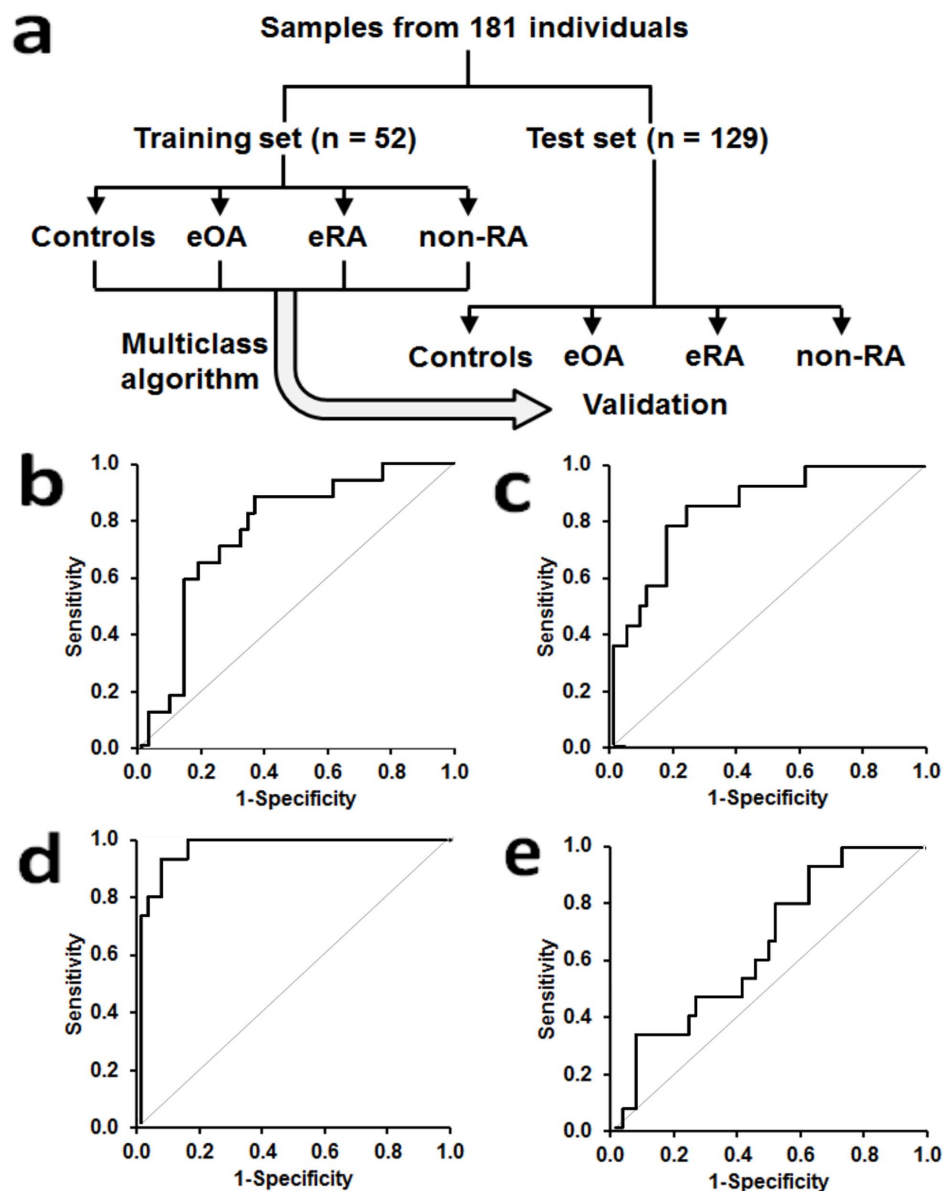 a
Samples from 181 individuals
Training set (n = 52)
Test set (n = 129)
Controls eOA eRA non-RA
Multiclass
algorithm
Controls eOA eRA non-RA
Validation
b
1.0
0.8
0.6
0.4
0.2
0.0
Sensitivity
0.0 0.2 0.4 0.6 0.8 1.0
1-Specificity
c
1.0
0.8
0.6
0.4
0.2
0.0
Sensitivity
0.0 0.2 0.4 0.6 0.8 1.0
1-Specificity
d
1.0
0.8
0.6
0.4
0.2
0.0
Sensitivity
0.0 0.2 0.4 0.6 0.8 1.0
1-Specificity
e
1.0
0.8
0.6
0.4
0.2
0.0
Sensitivity
0.0 0.2 0.4 0.6 0.8 1.0
1-Specificity